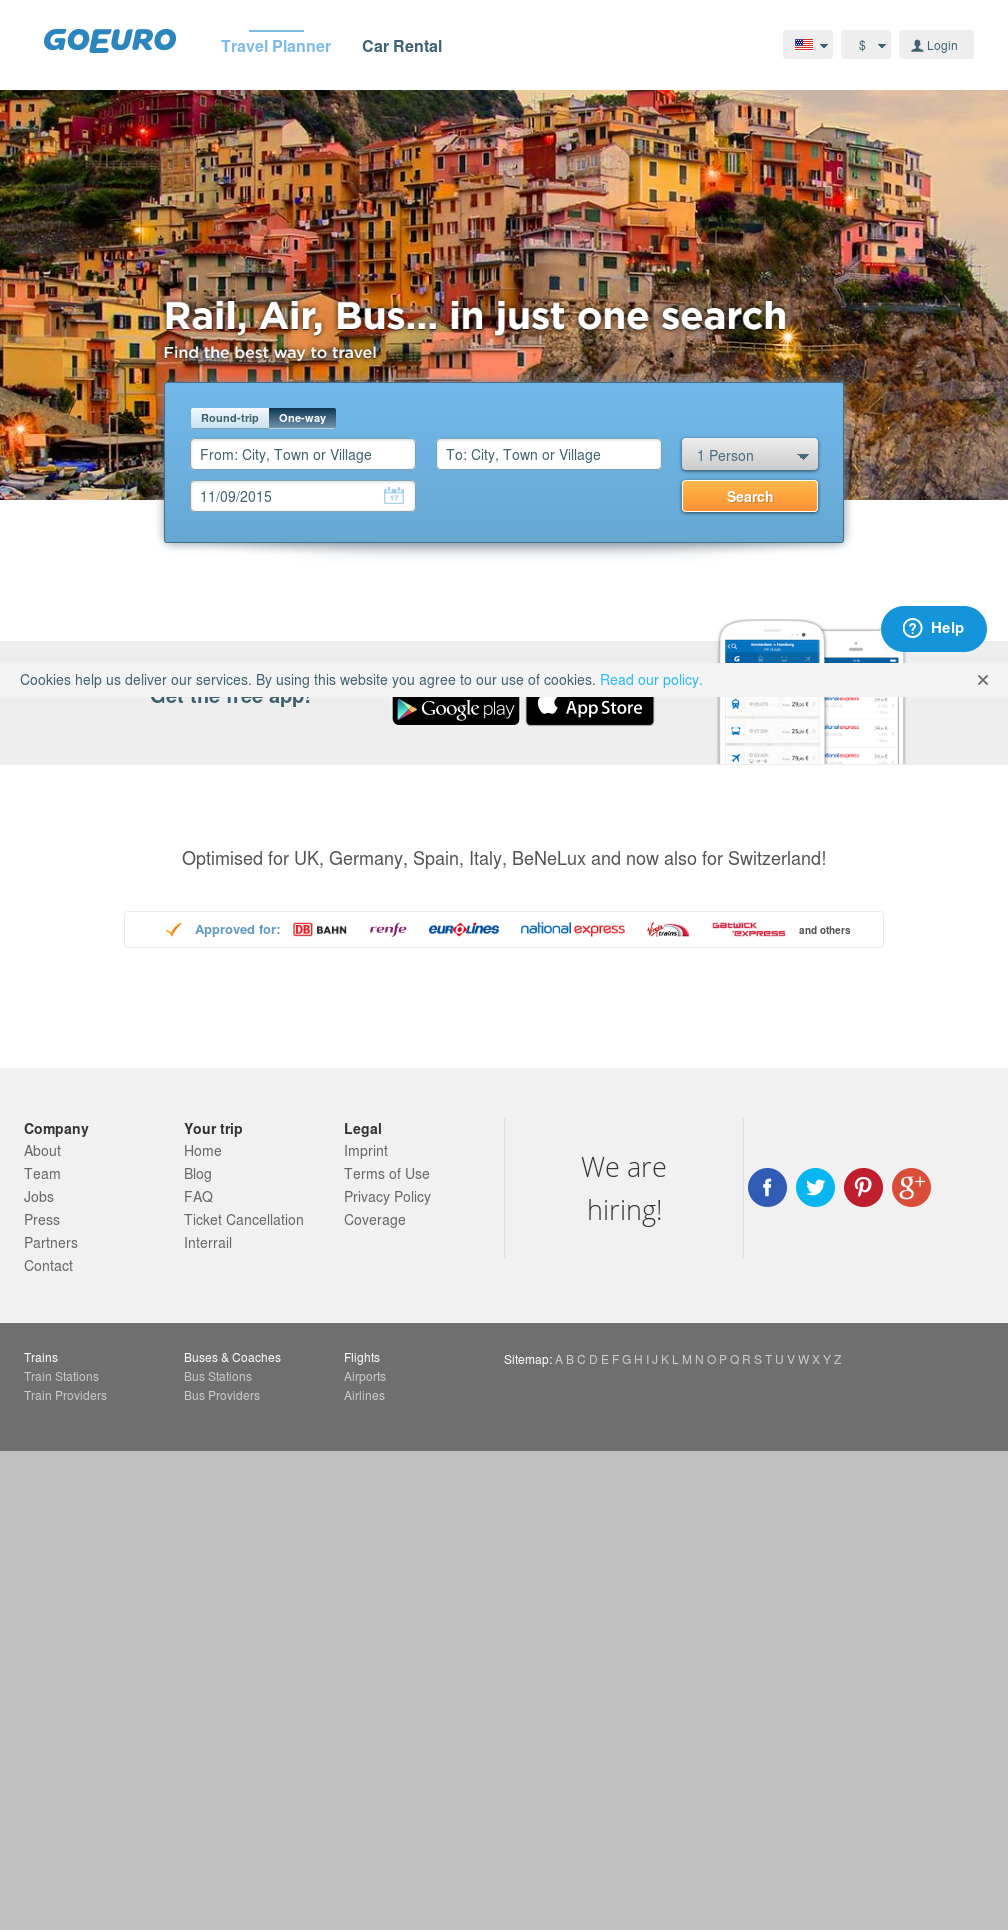 GOEURO
Travel Planner
Car Rental
$
Login
Rail, Air, Bus... in just one search
Find the best way to travel
Round-trip
One-way
From: City, Town or Village
To: City, Town or Village
1 Person
11/09/2015
17
Search
Help
Cookies help us deliver our services. By using this website you agree to our use of cookies. Read our policy.
Get the free app!
Google play
App Store
Optimised for UK, Germany, Spain, Italy, BeNeLux and now also for Switzerland!
Approved for:
DB BAHN
renfe
EUROLINES
national express
Virgin trains
GATWICK EXPRESS
and others
Company
About
Team
Jobs
Press
Partners
Contact
Your trip
Home
Blog
FAQ
Ticket Cancellation
Interrail
Legal
Imprint
Terms of Use
Privacy Policy
Coverage
We are
hiring!
Trains
Train Stations
Train Providers
Buses & Coaches
Bus Stations
Bus Providers
Flights
Airports
Airlines
Sitemap: A B C D E F G H I J K L M N O P Q R S T U V W X Y Z